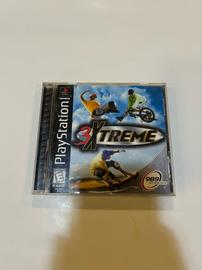 PlayStation
3XTREME
E
989